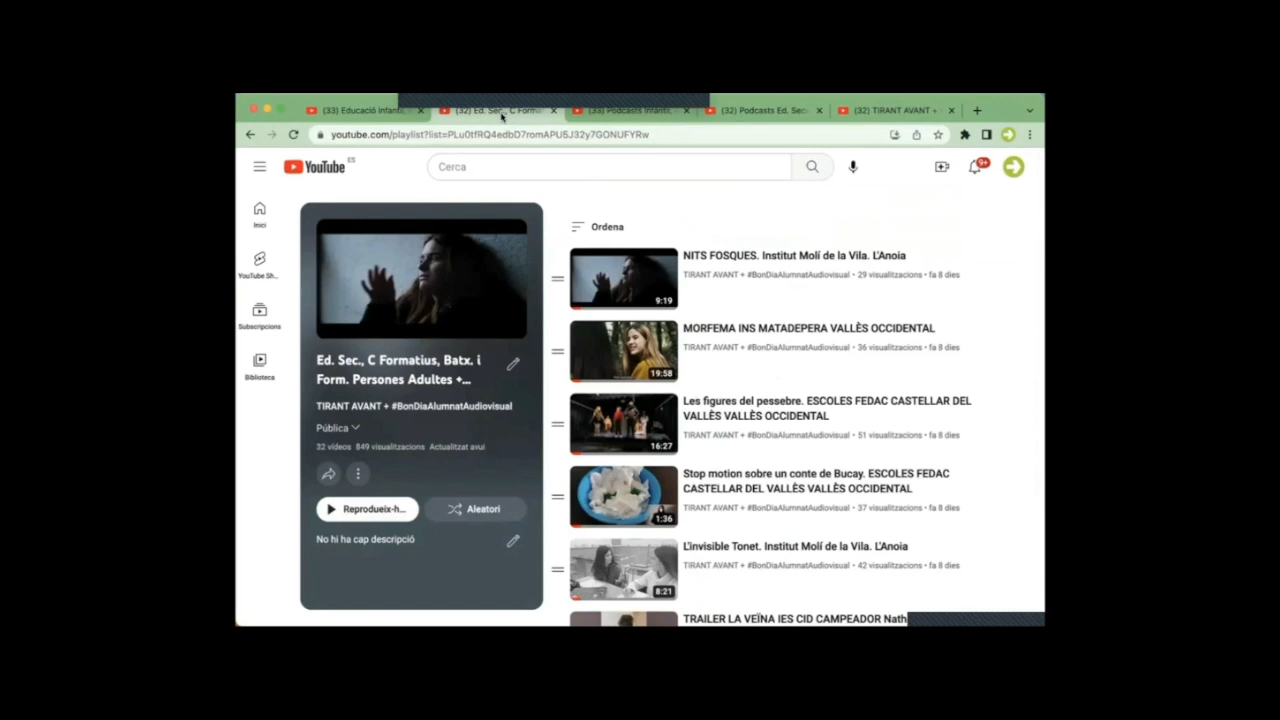 (33) Educació Infanti
(32) Ed. Sec., C Forma
(33) Podcasts Infantil,
(32) Podcasts Ed. Sec
(32) TIRANT AVANT +
youtube.com/playlist?list=PLu0tfRQ4edbD7romAPU5J32y7GONUFYRw
YouTube ES
Cerca
9+
Inici
YouTube Sh...
Subscripcions
Biblioteca
Ed. Sec., C Formatius, Batx. i
Form. Persones Adultes +...
TIRANT AVANT + #BonDiaAlumnatAudiovisual
Pública
32 vídeos 849 visualitzacions Actualitzat avui
Reprodueix-h...
Aleatori
No hi ha cap descripció
Ordena
NITS FOSQUES. Institut Molí de la Vila. L'Anoia
TIRANT AVANT + #BonDiaAlumnatAudiovisual • 29 visualitzacions • fa 8 dies
9:19
MORFEMA INS MATADEPERA VALLÈS OCCIDENTAL
TIRANT AVANT + #BonDiaAlumnatAudiovisual • 36 visualitzacions • fa 8 dies
19:58
Les figures del pessebre. ESCOLES FEDAC CASTELLAR DEL
VALLÈS VALLÈS OCCIDENTAL
TIRANT AVANT + #BonDiaAlumnatAudiovisual • 51 visualitzacions • fa 8 dies
16:27
Stop motion sobre un conte de Bucay. ESCOLES FEDAC
CASTELLAR DEL VALLÈS VALLÈS OCCIDENTAL
TIRANT AVANT + #BonDiaAlumnatAudiovisual • 37 visualitzacions • fa 8 dies
1:36
L'invisible Tonet. Institut Molí de la Vila. L'Anoia
TIRANT AVANT + #BonDiaAlumnatAudiovisual • 42 visualitzacions • fa 8 dies
8:21
TRAILER LA VEÏNA IES CID CAMPEADOR Nath